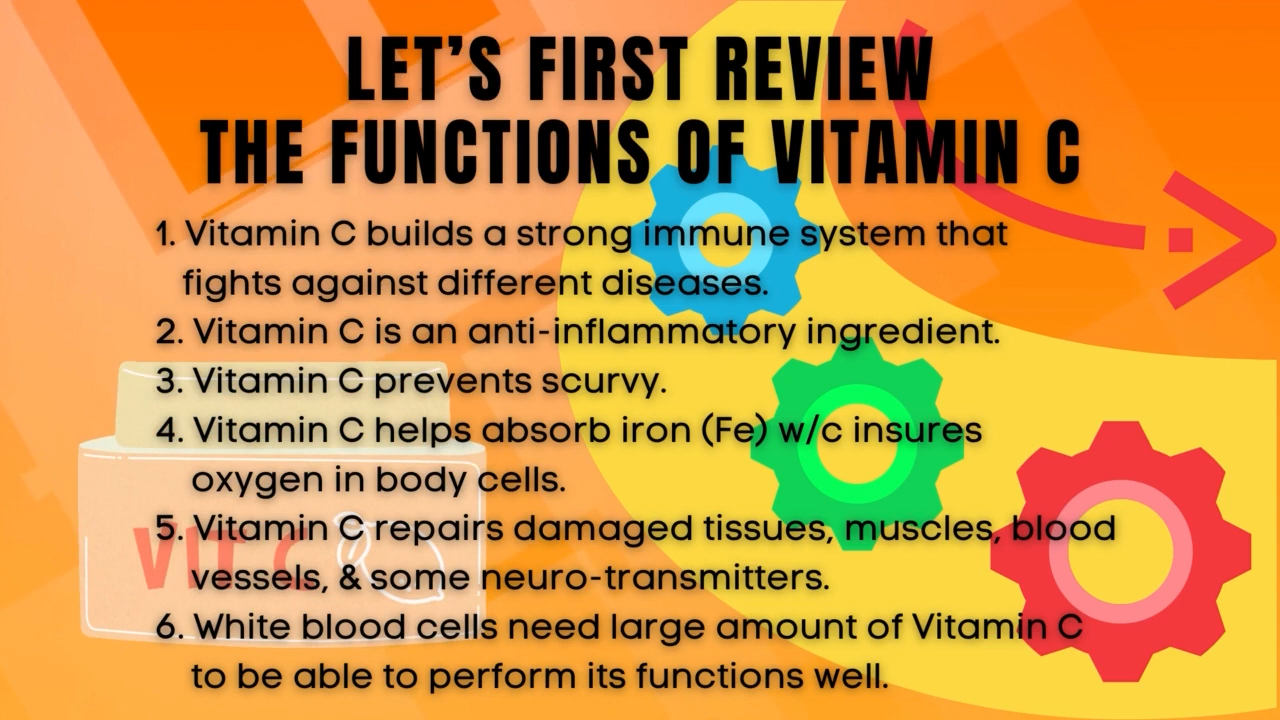 LET’S FIRST REVIEW
THE FUNCTIONS OF VITAMIN C
1. Vitamin C builds a strong immune system that
fights against different diseases.
2. Vitamin C is an anti-inflammatory ingredient.
3. Vitamin C prevents scurvy.
4. Vitamin C helps absorb iron (Fe) w/c insures
oxygen in body cells.
5. Vitamin C repairs damaged tissues, muscles, blood
vessels, & some neuro-transmitters.
VIT C
6. White blood cells need large amount of Vitamin C
to be able to perform its functions well.